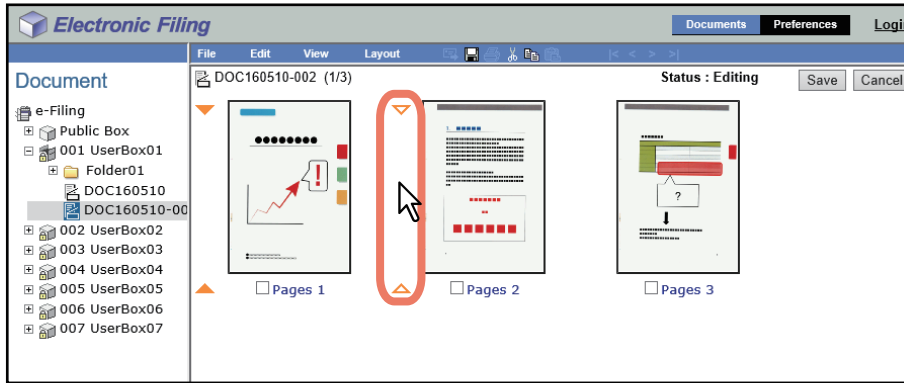 Electronic Filing
Documents Preferences Login
File Edit View Layout |< < > >|
Document
DOC160510-002 (1/3) Status : Editing Save Cancel
e-Filing
Public Box
001 UserBox01
Folder01
DOC160510
DOC160510-00
002 UserBox02
003 UserBox03
004 UserBox04
005 UserBox05
006 UserBox06
007 UserBox07
!
1.
?
Pages 1 Pages 2 Pages 3